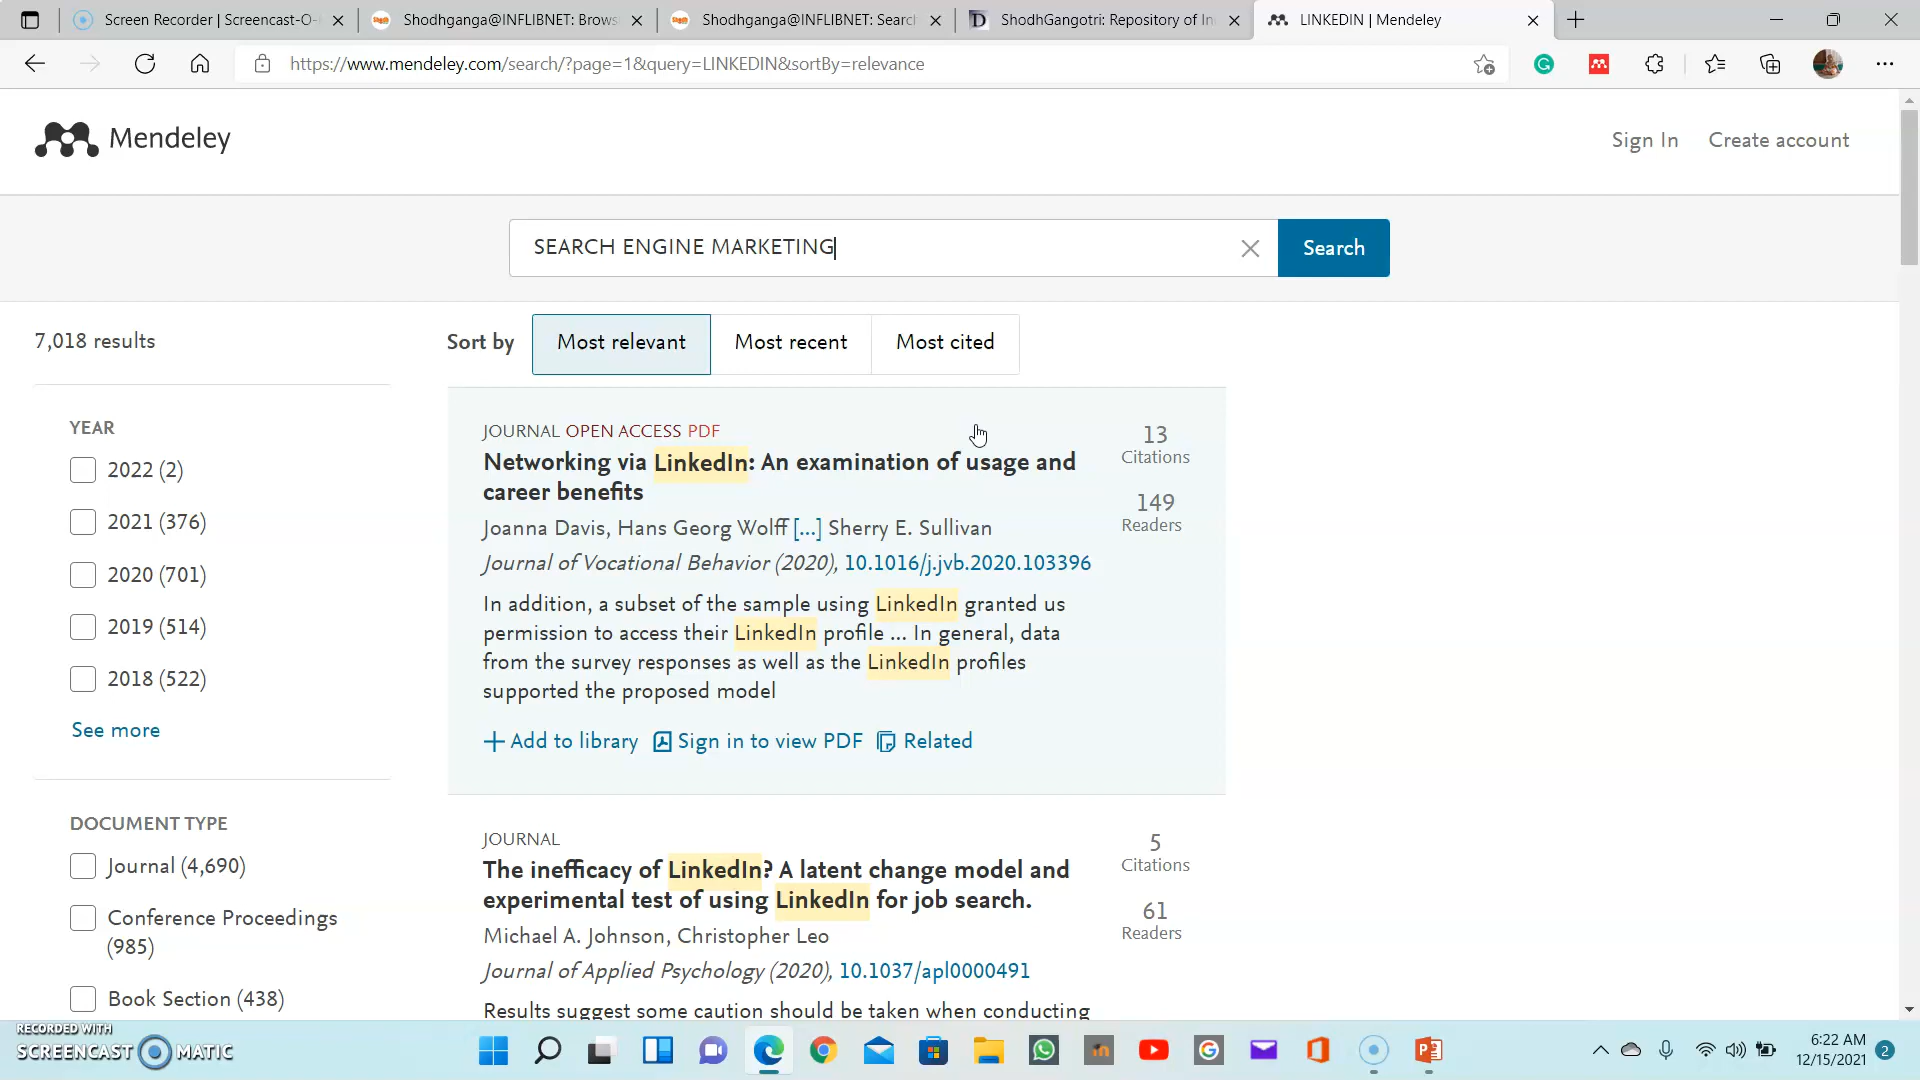 Screen Recorder | Screencast-O-
Shodhganga@INFLIBNET: Brows
Shodhganga@INFLIBNET: Searc
ShodhGangotri: Repository of In
LINKEDIN | Mendeley
https://www.mendeley.com/search/?page=1&query=LINKEDIN&sortBy=relevance
Mendeley
Sign In
Create account
SEARCH ENGINE MARKETING
Search
7,018 results
Sort by
Most relevant
Most recent
Most cited
YEAR
2022 (2)
2021 (376)
2020 (701)
2019 (514)
2018 (522)
See more
DOCUMENT TYPE
Journal (4,690)
Conference Proceedings
(985)
Book Section (438)
JOURNAL OPEN ACCESS PDF
Networking via LinkedIn: An examination of usage and
career benefits
Joanna Davis, Hans Georg Wolff [...] Sherry E. Sullivan
Journal of Vocational Behavior (2020), 10.1016/j.jvb.2020.103396
In addition, a subset of the sample using LinkedIn granted us
permission to access their LinkedIn profile ... In general, data
from the survey responses as well as the LinkedIn profiles
supported the proposed model
Add to library
Sign in to view PDF
Related
13
Citations
149
Readers
JOURNAL
The inefficacy of LinkedIn? A latent change model and
experimental test of using LinkedIn for job search.
Michael A. Johnson, Christopher Leo
Journal of Applied Psychology (2020), 10.1037/apl0000491
Results suggest some caution should be taken when conducting
5
Citations
61
Readers
RECORDED WITH
SCREENCAST MATIC
6:22 AM
12/15/2021
2